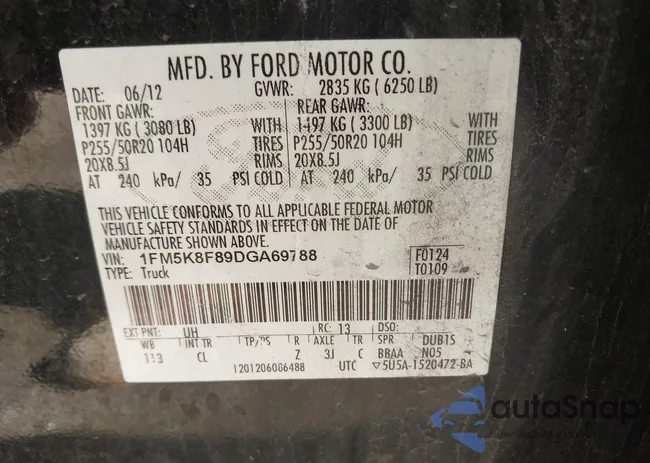 MFD. BY FORD MOTOR CO.
DATE: 06/12 GVWR: 2835 KG ( 6250 LB)
FRONT GAWR: REAR GAWR:
1397 KG ( 3080 LB) WITH 1497 KG ( 3300 LB) WITH
P255/50R20 104H TIRES P255/50R20 104H TIRES
20X8.5J RIMS 20X8.5J RIMS
AT 240 kPa/ 35 PSI COLD AT 240 kPa/ 35 PSI COLD
THIS VEHICLE CONFORMS TO ALL APPLICABLE FEDERAL MOTOR
VEHICLE SAFETY STANDARDS IN EFFECT ON THE DATE OF
MANUFACTURE SHOWN ABOVE.
VIN: 1FM5K8F89DGA69788 F0124
TYPE: Truck T0109
EXT PNT: UH RC: 13 DSO:
WB INT TR TP/PS R AXLE TR SPR DUB1S
113 CL Z 3J C BBAA N05
1201206086488 UTC ▽5U5A-1520472-BA
autoSnap